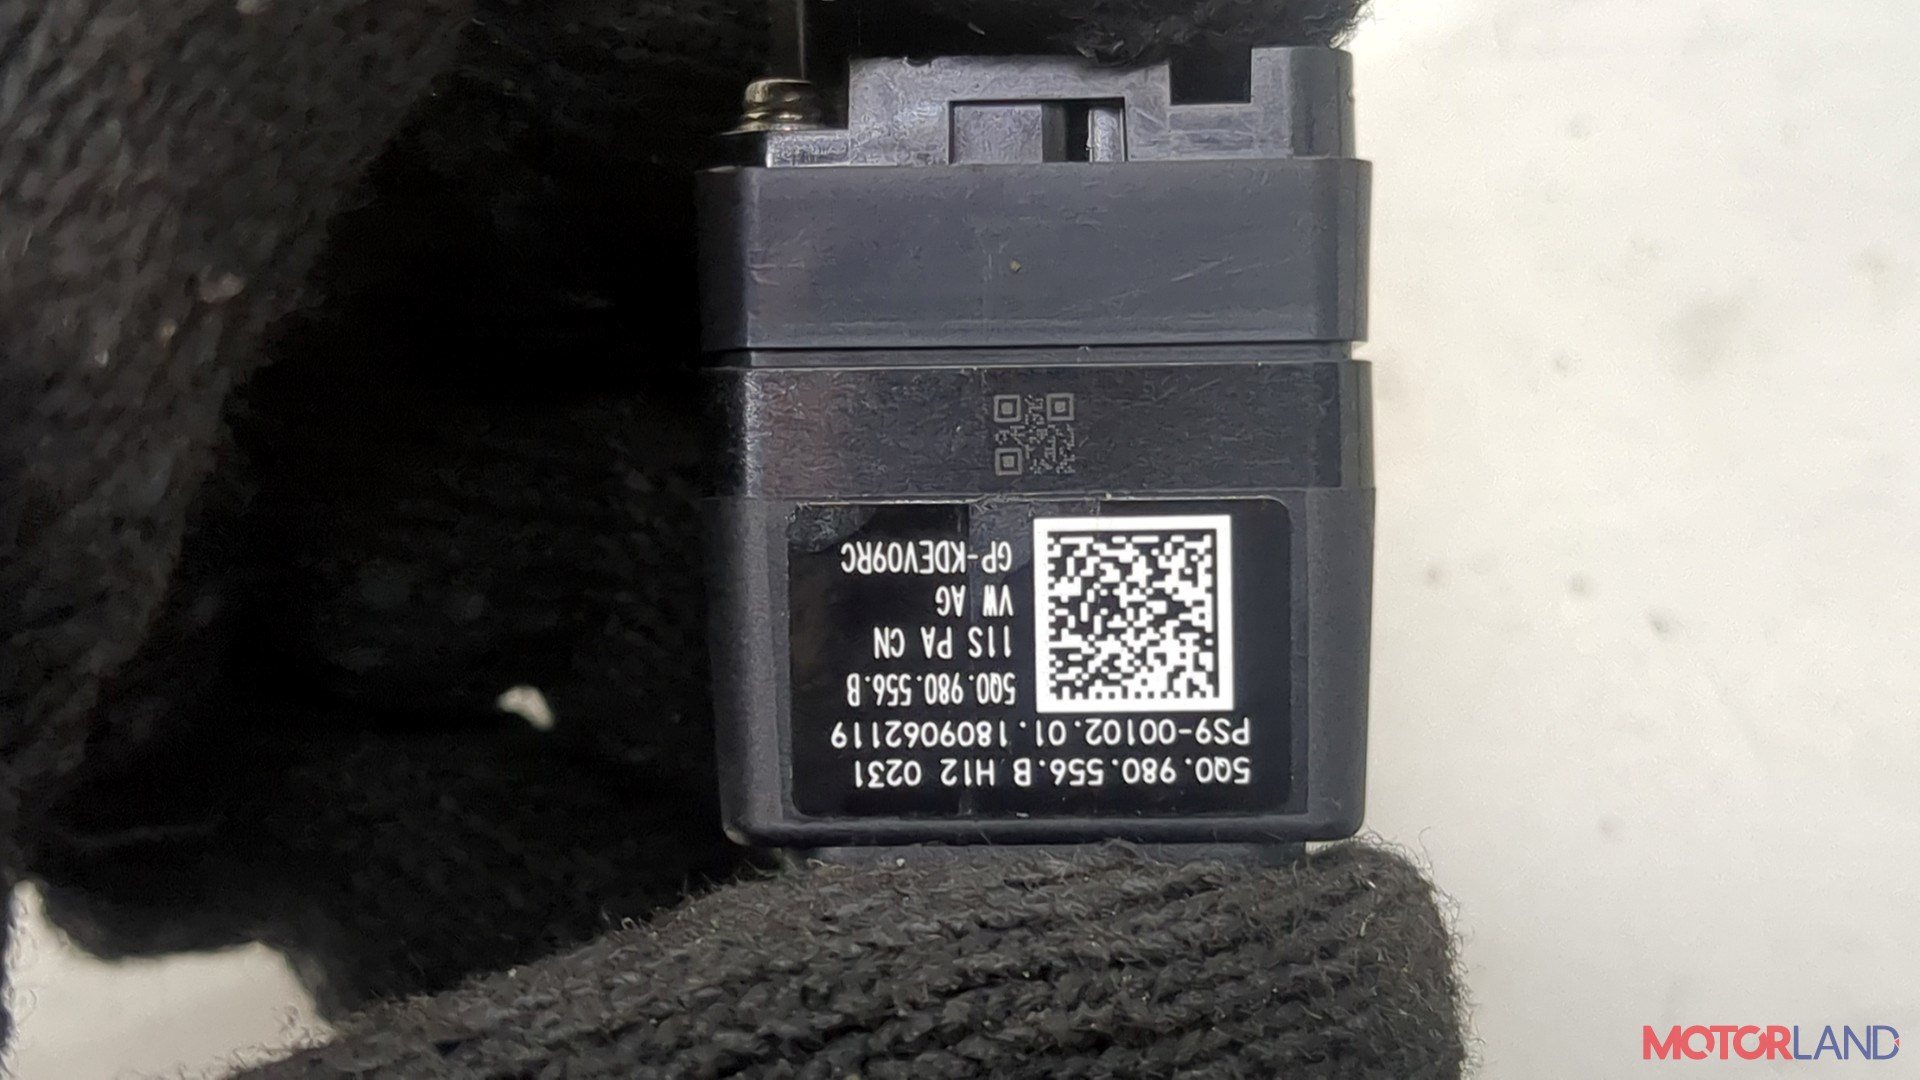 5Q0.980.556.B H12 0231
PS9-00102.01.1809062119
5Q0.980.556.B
11S PA CN
VW AG
GP-KDEV09RC
MOTORLAND